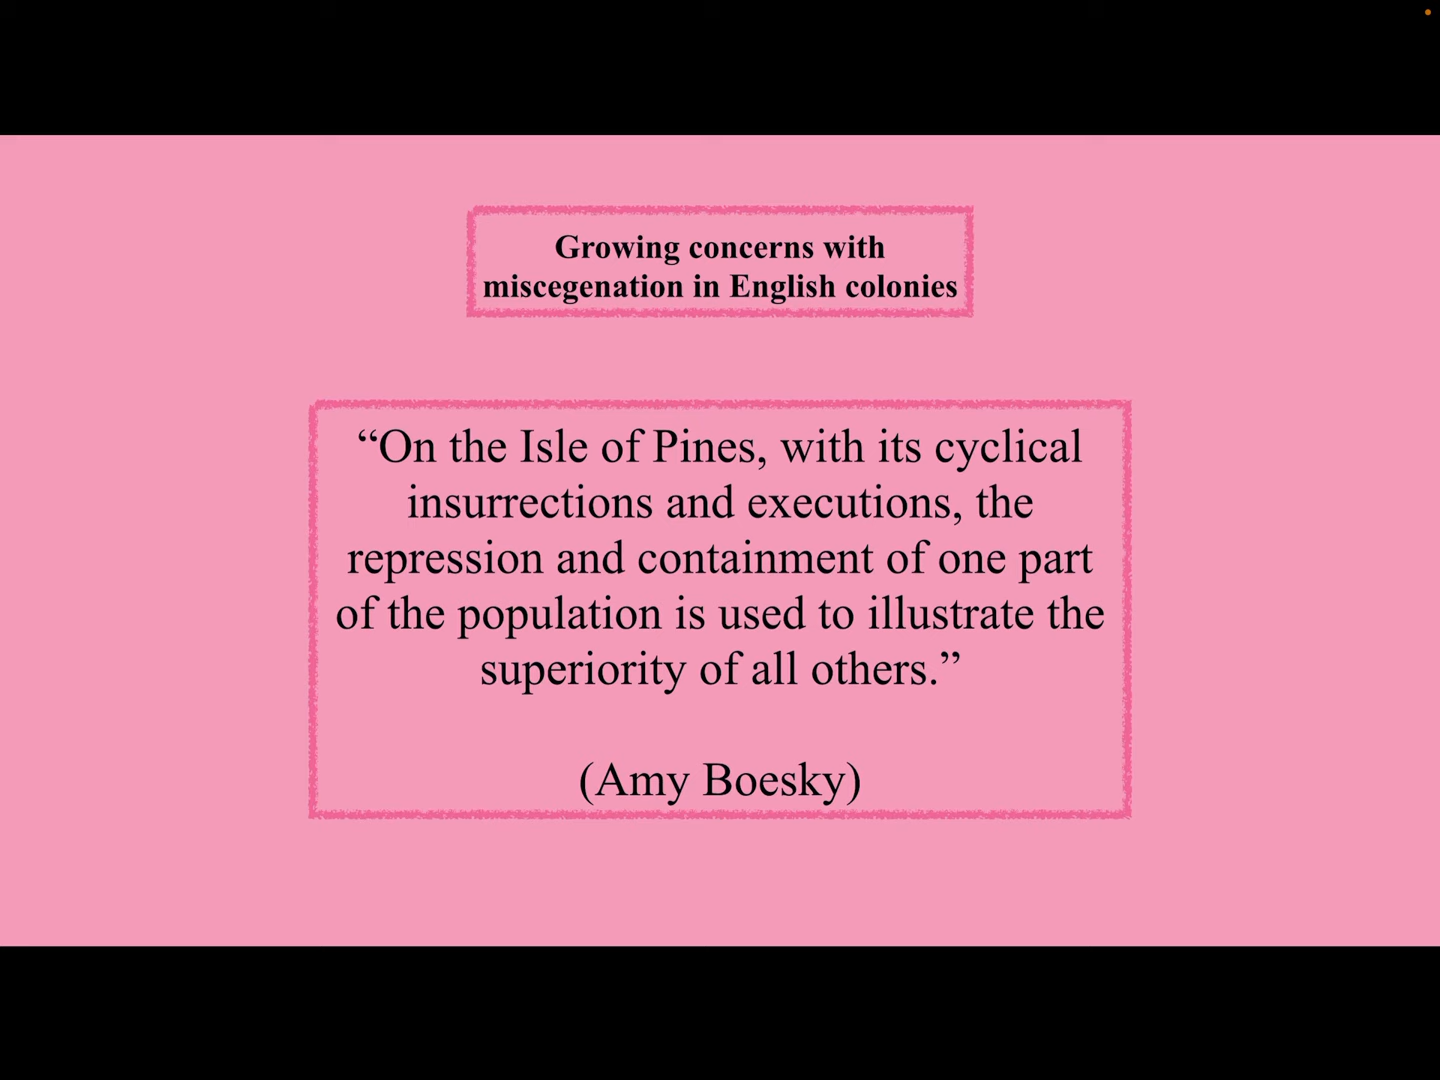 Growing concerns with
miscegenation in English colonies
“On the Isle of Pines, with its cyclical
insurrections and executions, the
repression and containment of one part
of the population is used to illustrate the
superiority of all others.”
(Amy Boesky)